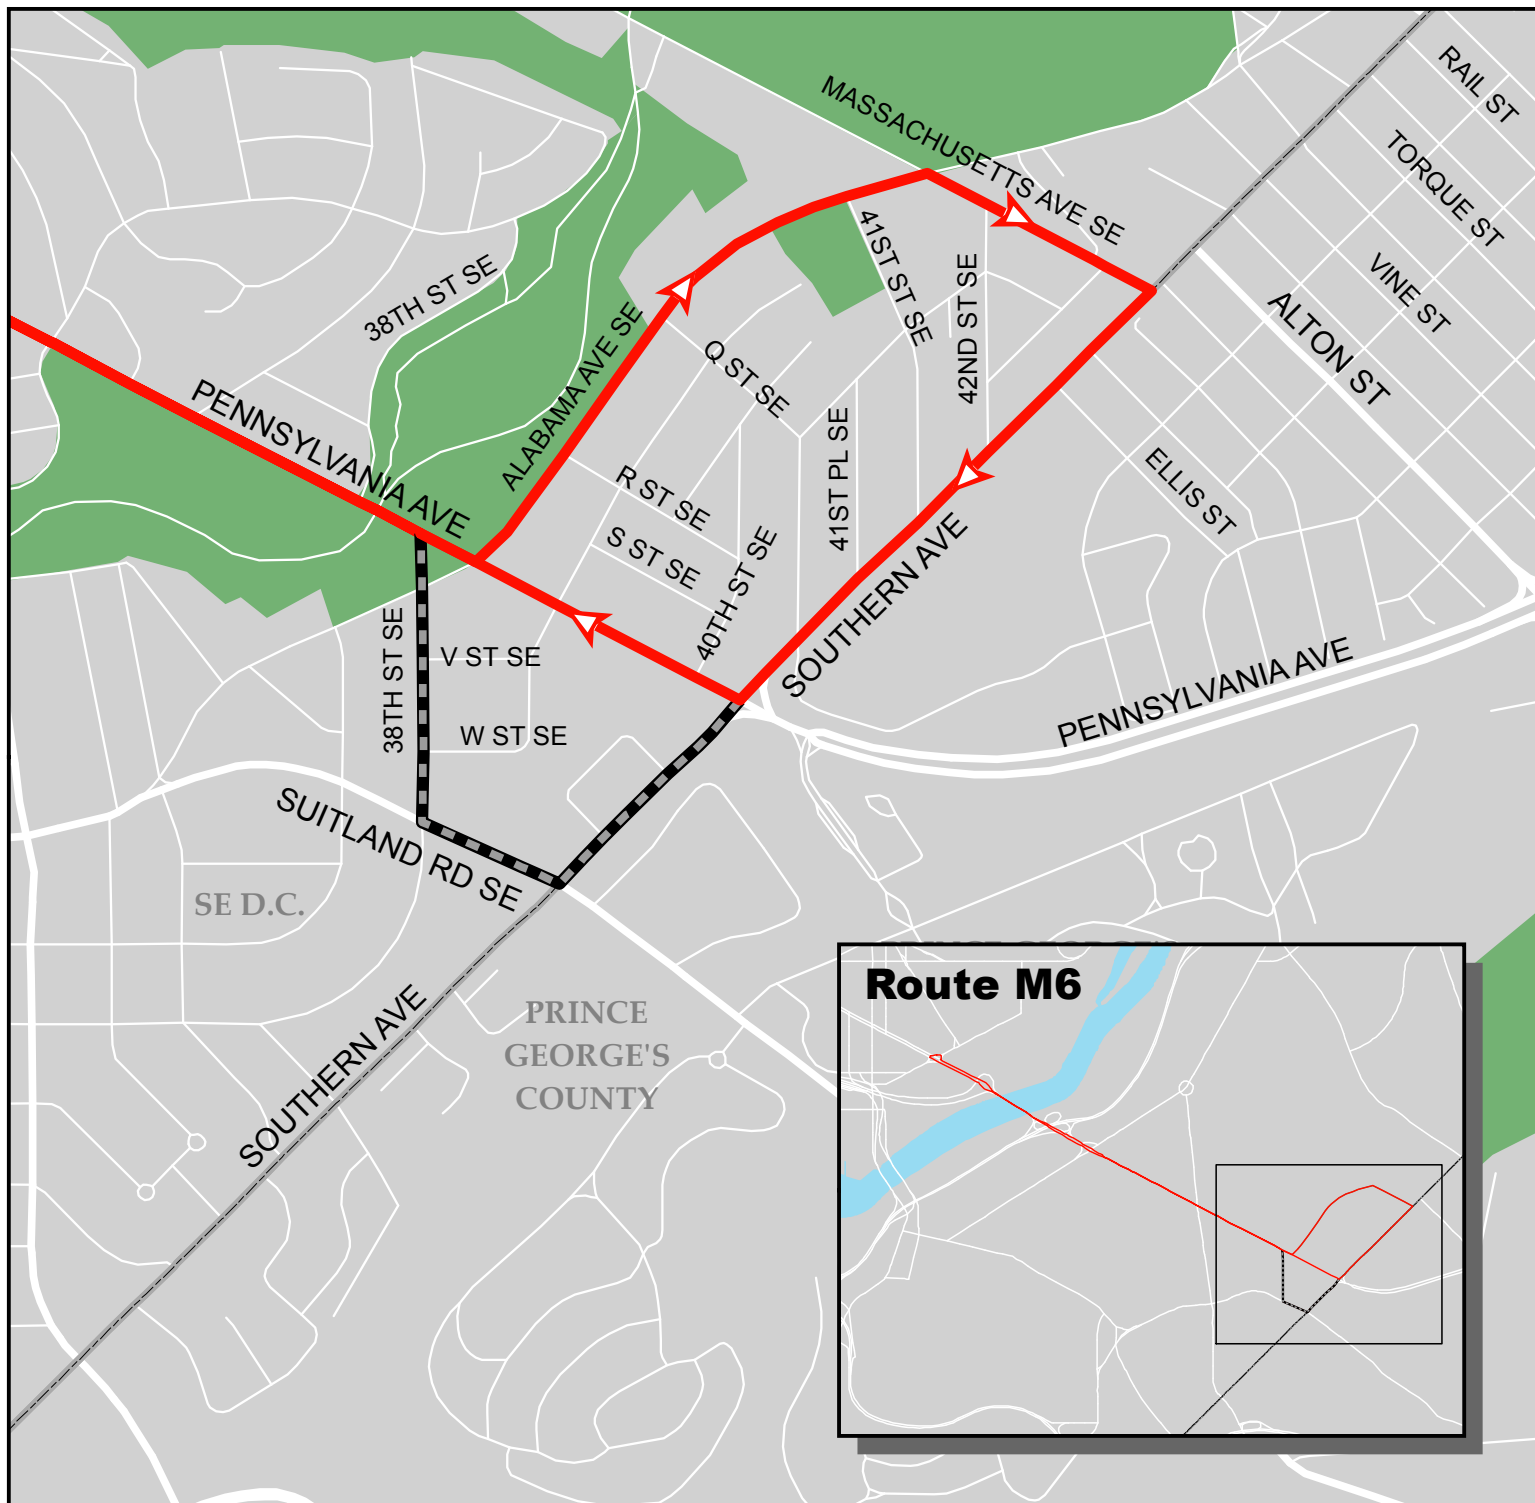 RAIL ST
MASSACHUSETTS AVE SE
TORQUE ST
41ST ST SE
38TH ST SE
42ND ST SE
VINE ST
ALABAMA AVE SE
ALTON ST
Q ST SE
PENNSYLVANIA AVE
41ST PL SE
R ST SE
ELLIS ST
S ST SE
40TH ST SE
SOUTHERN AVE
38TH ST SE
V ST SE
PENNSYLVANIA AVE
W ST SE
SUITLAND RD SE
SE D.C.
SOUTHERN AVE
PRINCE
GEORGE'S
COUNTY
Route M6